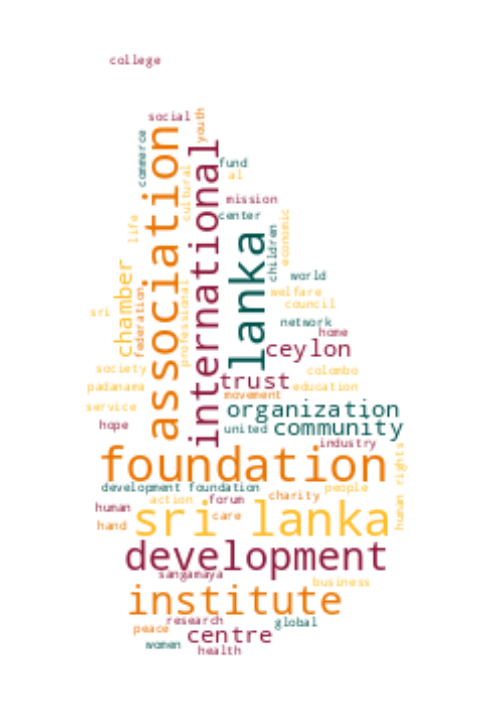 college
social
youth
commerce
association
international
fund
al
cultural
mission
center
life
economic
children
lanka
world
chamber
welfare
council
federation
professional
sri
network
home
ceylon
society
colombo
trust
padanama
education
movement
service
organization
hope
united
community
industry
foundation
human rights
development foundation
people
action
forum
charity
human
sri lanka
care
hand
development
sangamaya
business
institute
research
global
peace
centre
women
health